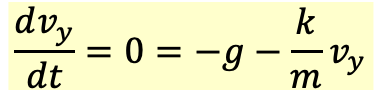 dv_y/dt = 0 = −g − k/m v_y